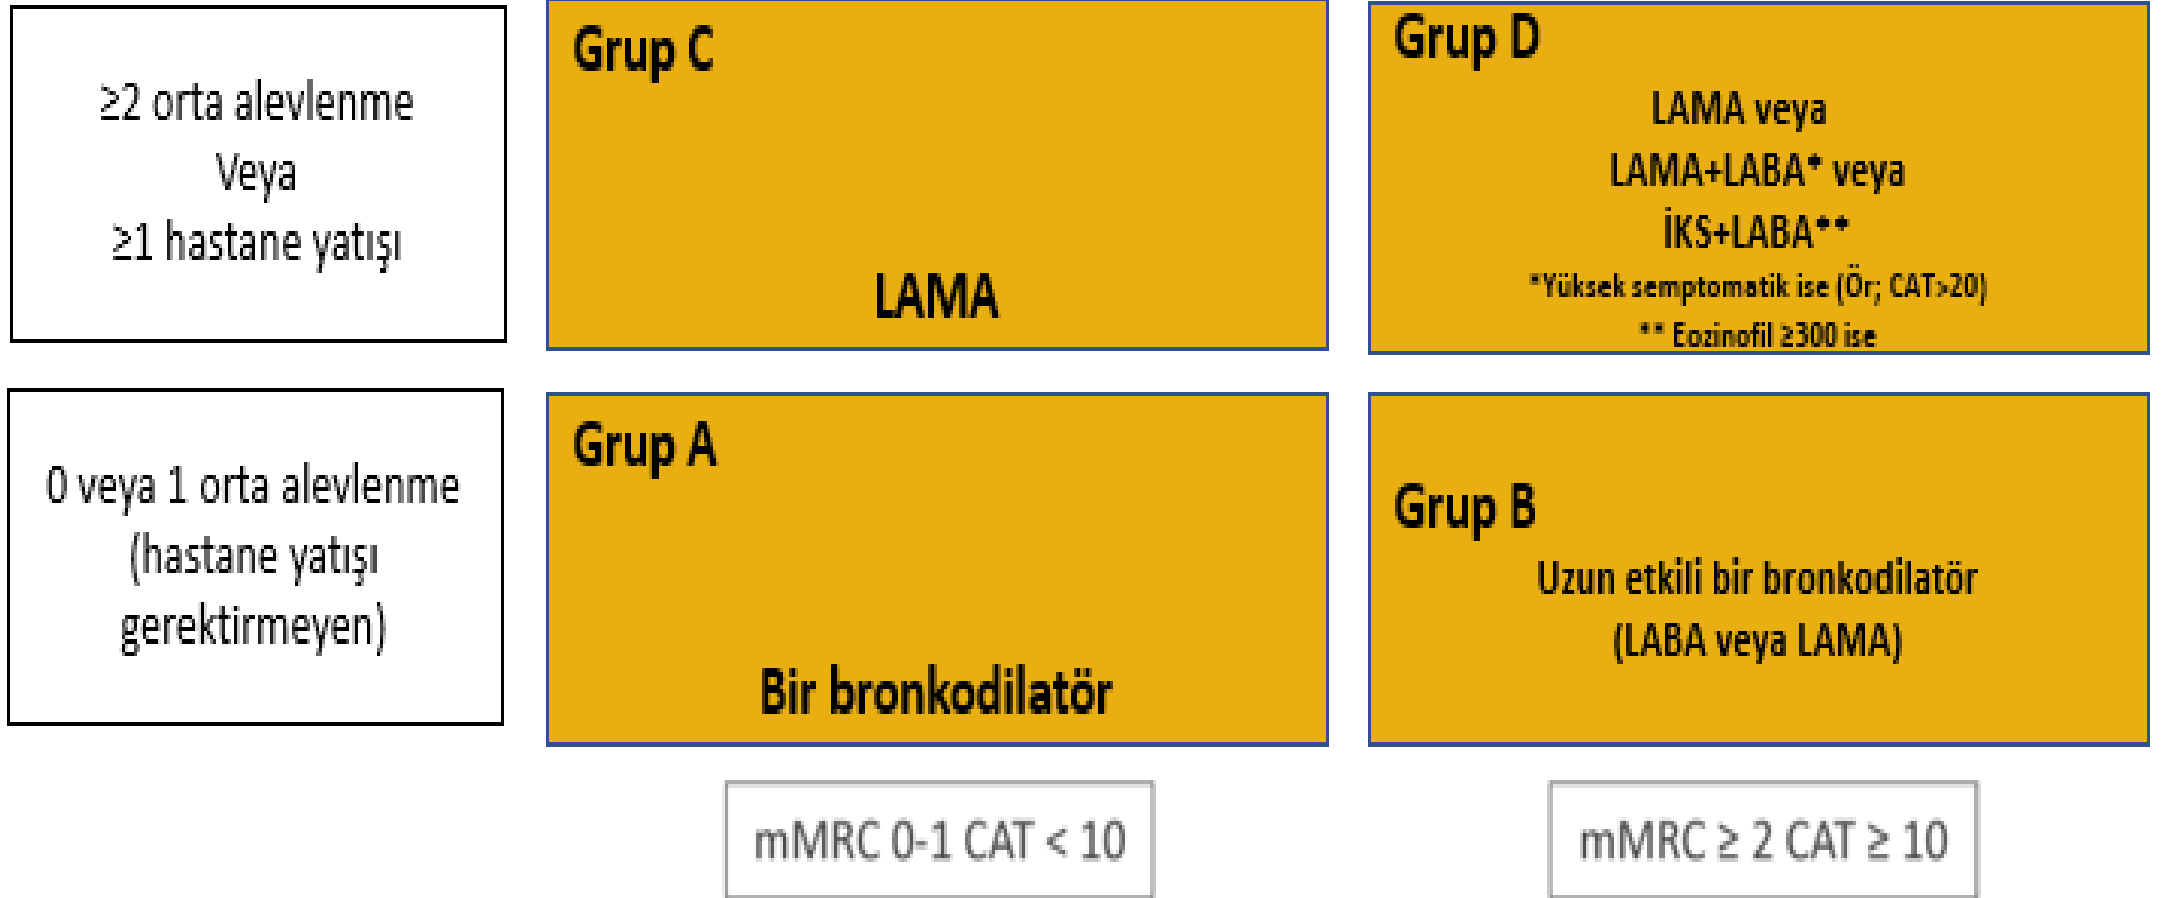 ≥2 orta alevlenme
Veya
≥1 hastane yatışı
Grup C
LAMA
Grup D
LAMA veya
LAMA+LABA* veya
İKS+LABA**
*Yüksek semptomatik ise (Ör; CAT>20)
** Eozinofil ≥300 ise
0 veya 1 orta alevlenme
(hastane yatışı
gerektirmeyen)
Grup A
Bir bronkodilatör
Grup B
Uzun etkili bir bronkodilatör
(LABA veya LAMA)
mMRC 0-1 CAT < 10
mMRC ≥ 2 CAT ≥ 10